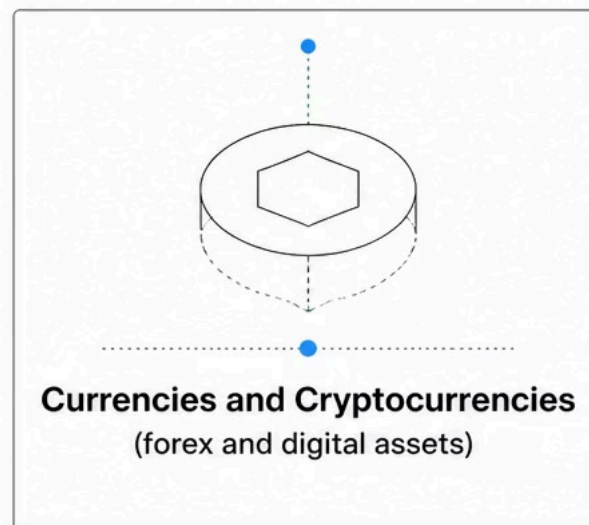 Currencies and Cryptocurrencies
(forex and digital assets)